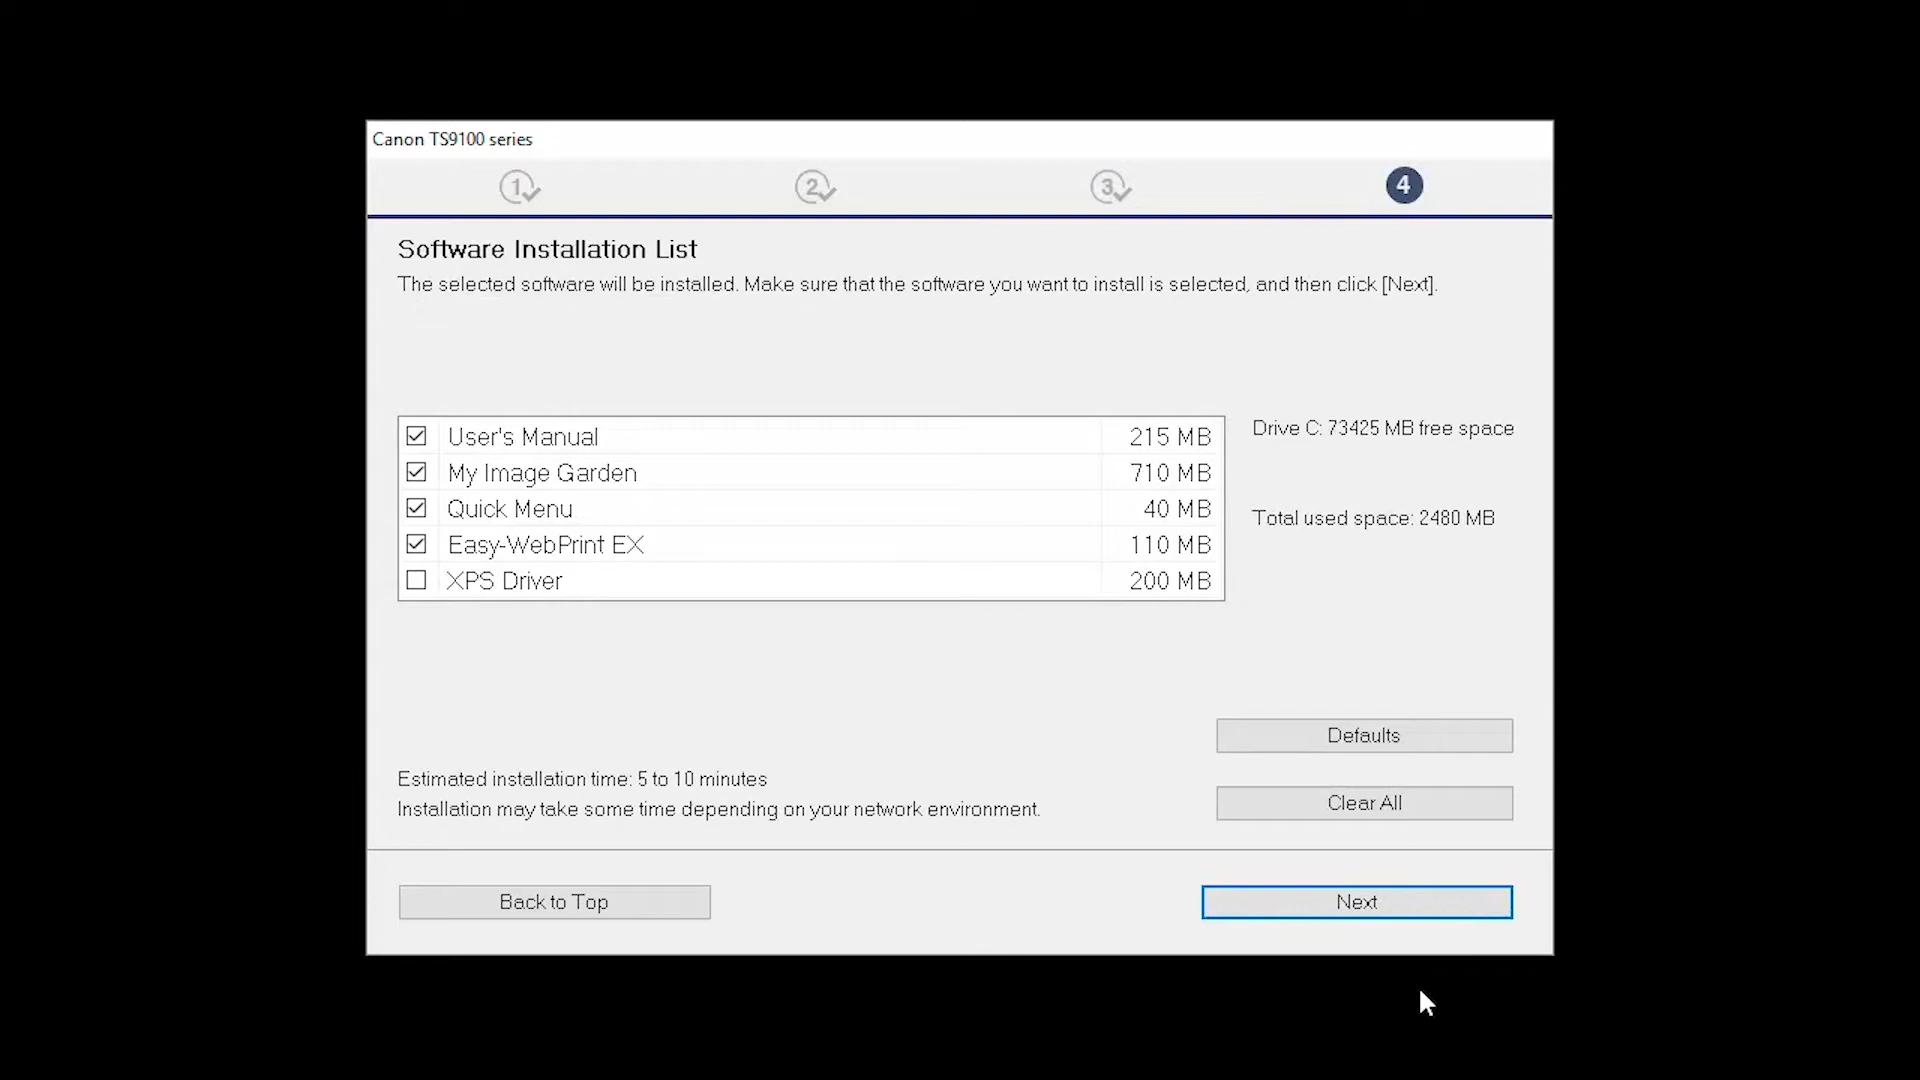 Canon TS9100 series
1 2 3 4
Software Installation List
The selected software will be installed. Make sure that the software you want to install is selected, and then click [Next].
User's Manual 215 MB
My Image Garden 710 MB
Quick Menu 40 MB
Easy-WebPrint EX 110 MB
XPS Driver 200 MB
Drive C: 73425 MB free space
Total used space: 2480 MB
Defaults
Estimated installation time: 5 to 10 minutes
Clear All
Installation may take some time depending on your network environment.
Back to Top
Next